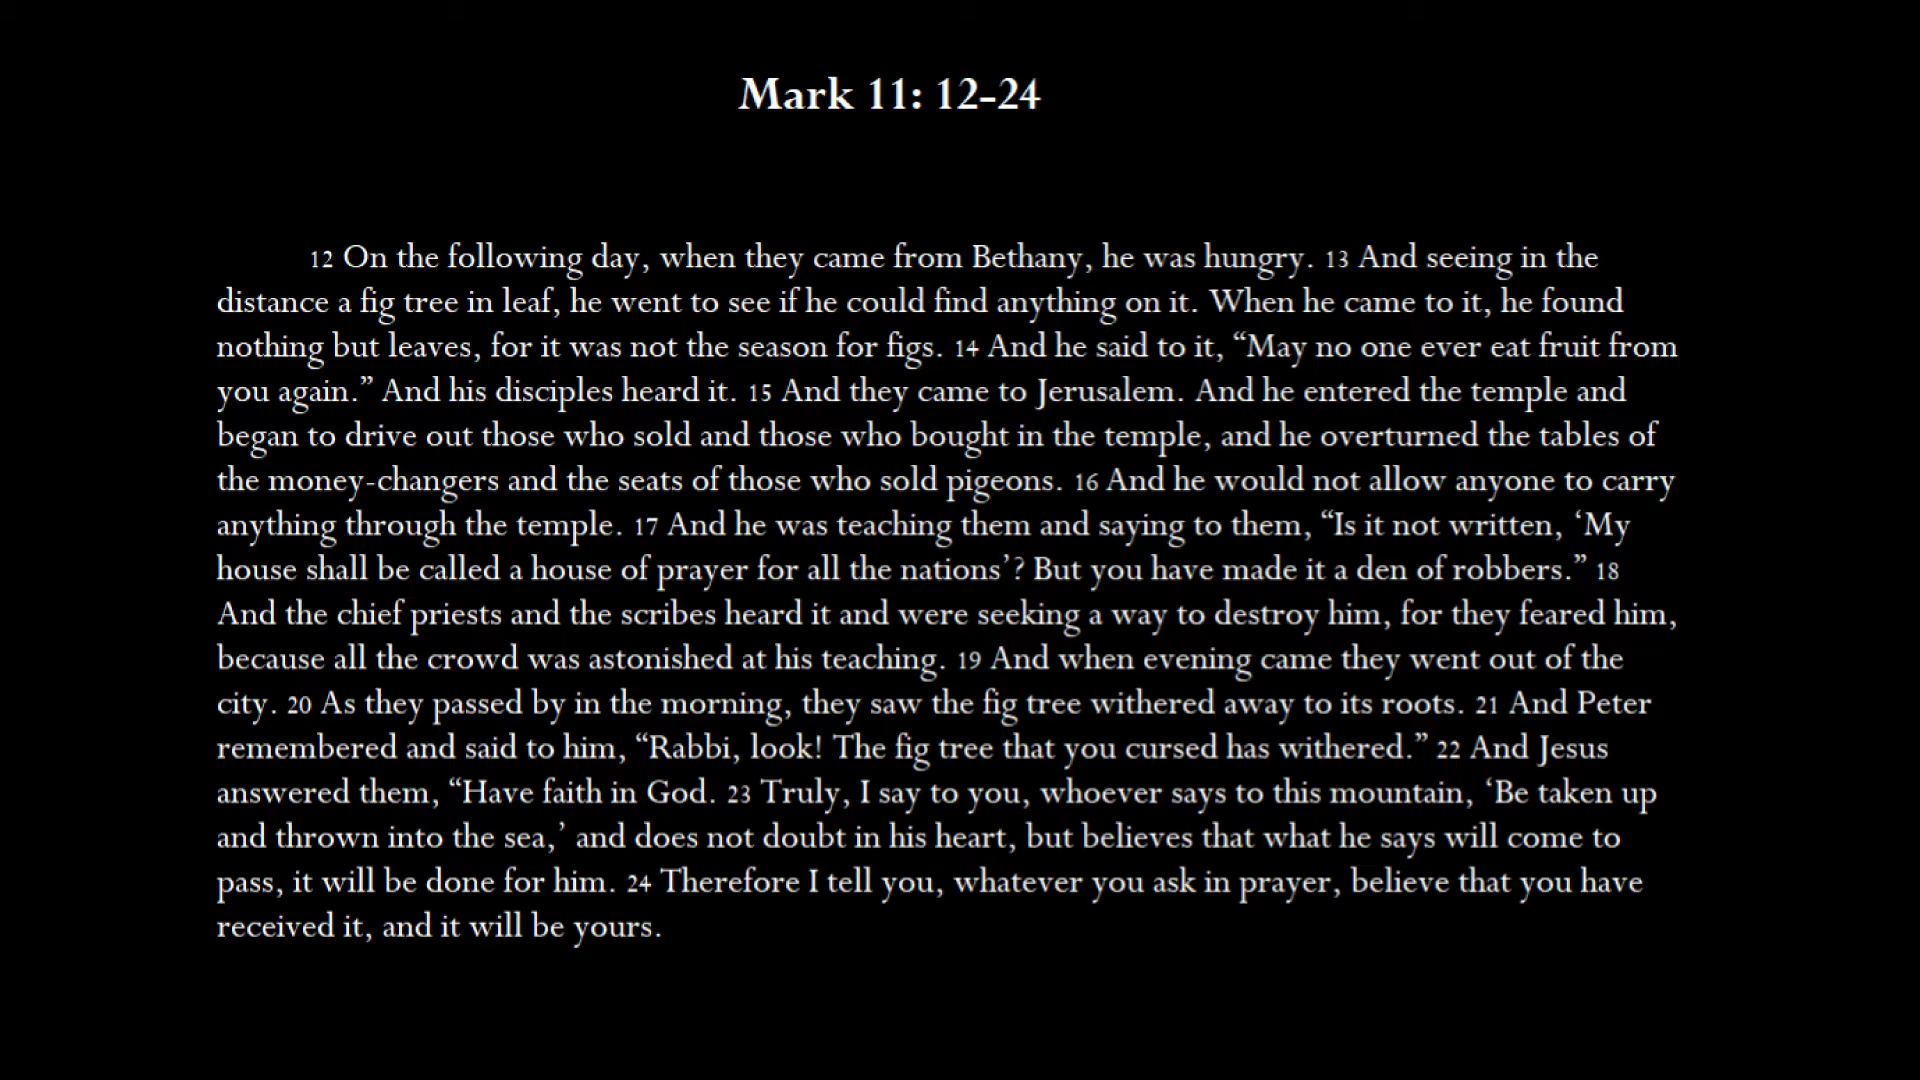 Mark 11: 12-24
12 On the following day, when they came from Bethany, he was hungry. 13 And seeing in the
distance a fig tree in leaf, he went to see if he could find anything on it. When he came to it, he found
nothing but leaves, for it was not the season for figs. 14 And he said to it, “May no one ever eat fruit from
you again.” And his disciples heard it. 15 And they came to Jerusalem. And he entered the temple and
began to drive out those who sold and those who bought in the temple, and he overturned the tables of
the money-changers and the seats of those who sold pigeons. 16 And he would not allow anyone to carry
anything through the temple. 17 And he was teaching them and saying to them, “Is it not written, ‘My
house shall be called a house of prayer for all the nations’? But you have made it a den of robbers.” 18
And the chief priests and the scribes heard it and were seeking a way to destroy him, for they feared him,
because all the crowd was astonished at his teaching. 19 And when evening came they went out of the
city. 20 As they passed by in the morning, they saw the fig tree withered away to its roots. 21 And Peter
remembered and said to him, “Rabbi, look! The fig tree that you cursed has withered.” 22 And Jesus
answered them, “Have faith in God. 23 Truly, I say to you, whoever says to this mountain, ‘Be taken up
and thrown into the sea,’ and does not doubt in his heart, but believes that what he says will come to
pass, it will be done for him. 24 Therefore I tell you, whatever you ask in prayer, believe that you have
received it, and it will be yours.